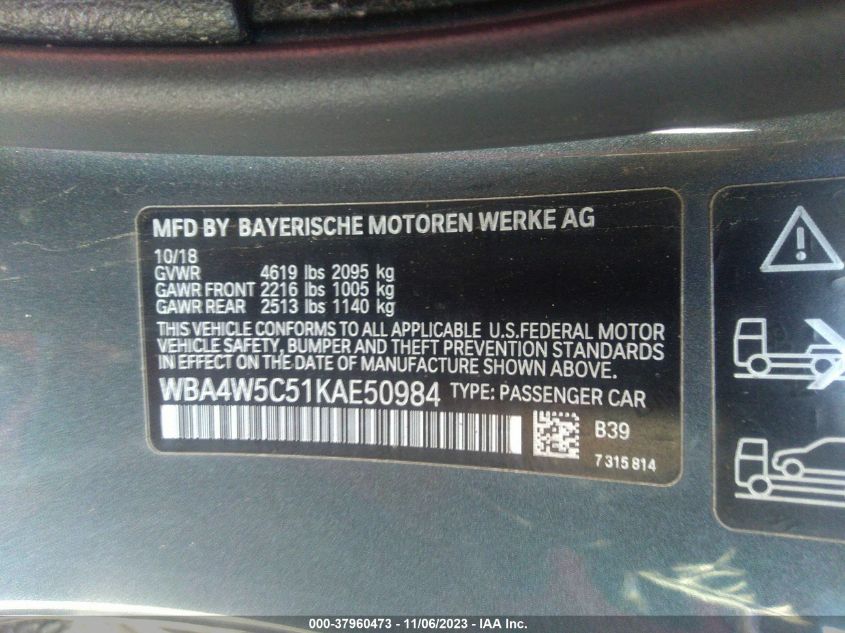 MFD BY BAYERISCHE MOTOREN WERKE AG
10/18
GVWR 4619 lbs 2095 kg
GAWR FRONT 2216 lbs 1005 kg
GAWR REAR 2513 lbs 1140 kg
THIS VEHICLE CONFORMS TO ALL APPLICABLE U.S.FEDERAL MOTOR
VEHICLE SAFETY, BUMPER AND THEFT PREVENTION STANDARDS
IN EFFECT ON THE DATE OF MANUFACTURE SHOWN ABOVE.
WBA4W5C51KAE50984 TYPE: PASSENGER CAR
B39
7 315 814
000-37960473 - 11/06/2023 - IAA Inc.